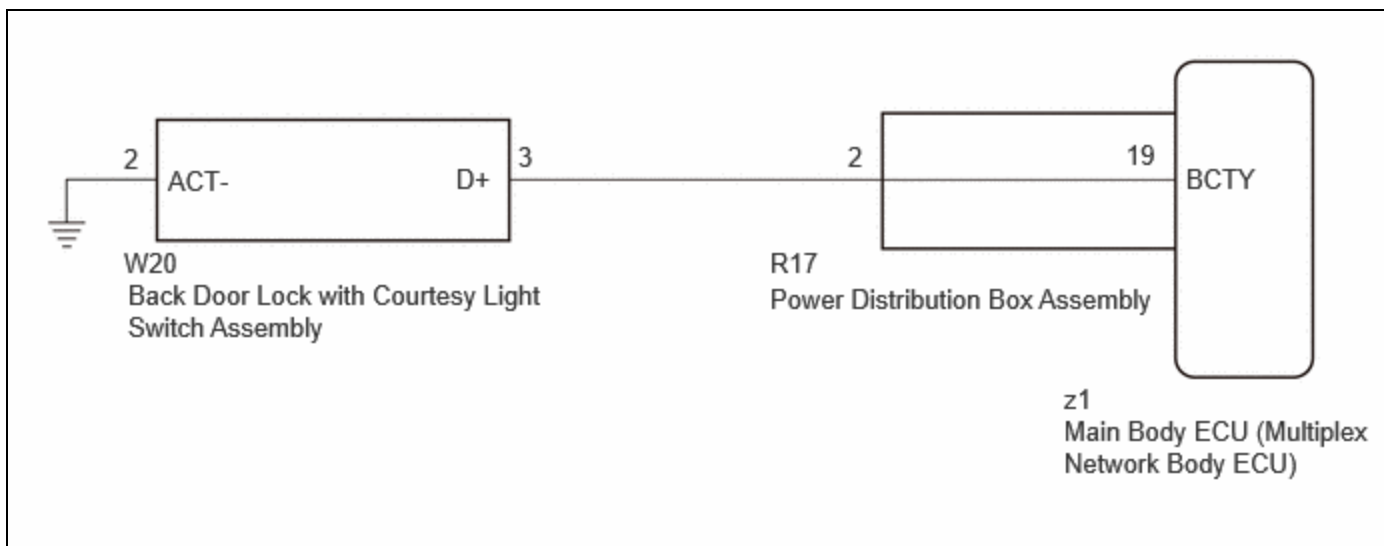 2
ACT-
D+
3
2
19
BCTY
W20
Back Door Lock with Courtesy Light
Switch Assembly
R17
Power Distribution Box Assembly
z1
Main Body ECU (Multiplex
Network Body ECU)